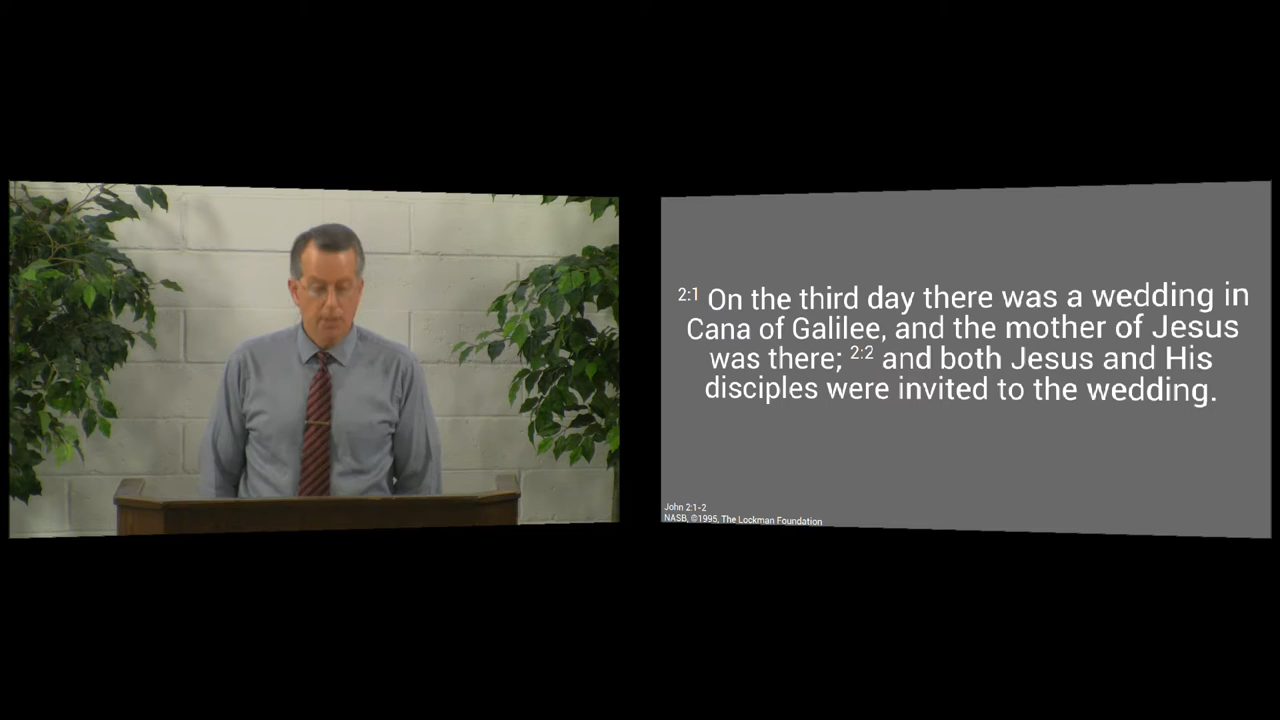 2:1 On the third day there was a wedding in
Cana of Galilee, and the mother of Jesus
was there; 2:2 and both Jesus and His
disciples were invited to the wedding.
John 2:1-2
NASB, ©1995, The Lockman Foundation